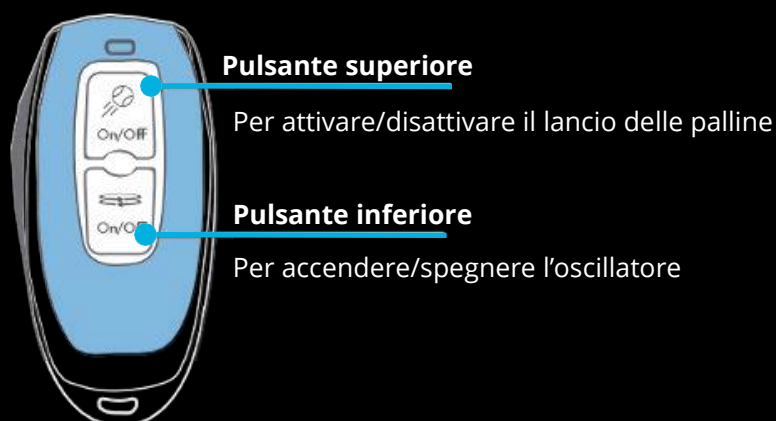 Pulsante superiore
On/Off
Per attivare/disattivare il lancio delle palline
Pulsante inferiore
On/Off
Per accendere/spegnere l’oscillatore